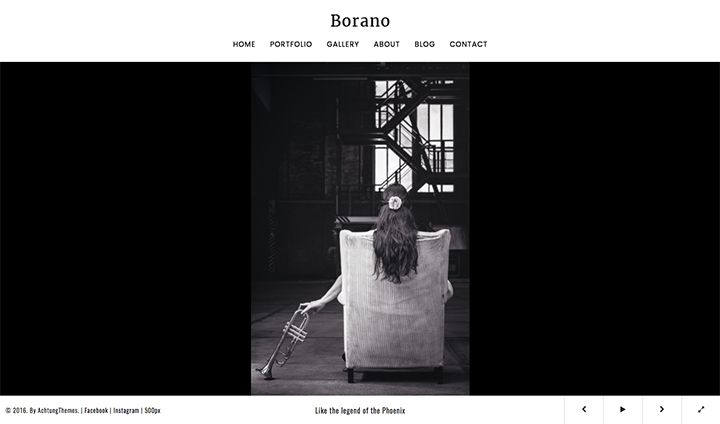 Borano
HOME PORTFOLIO GALLERY ABOUT BLOG CONTACT
© 2016. By AchtungThemes. | Facebook | Instagram | 500px
Like the legend of the Phoenix